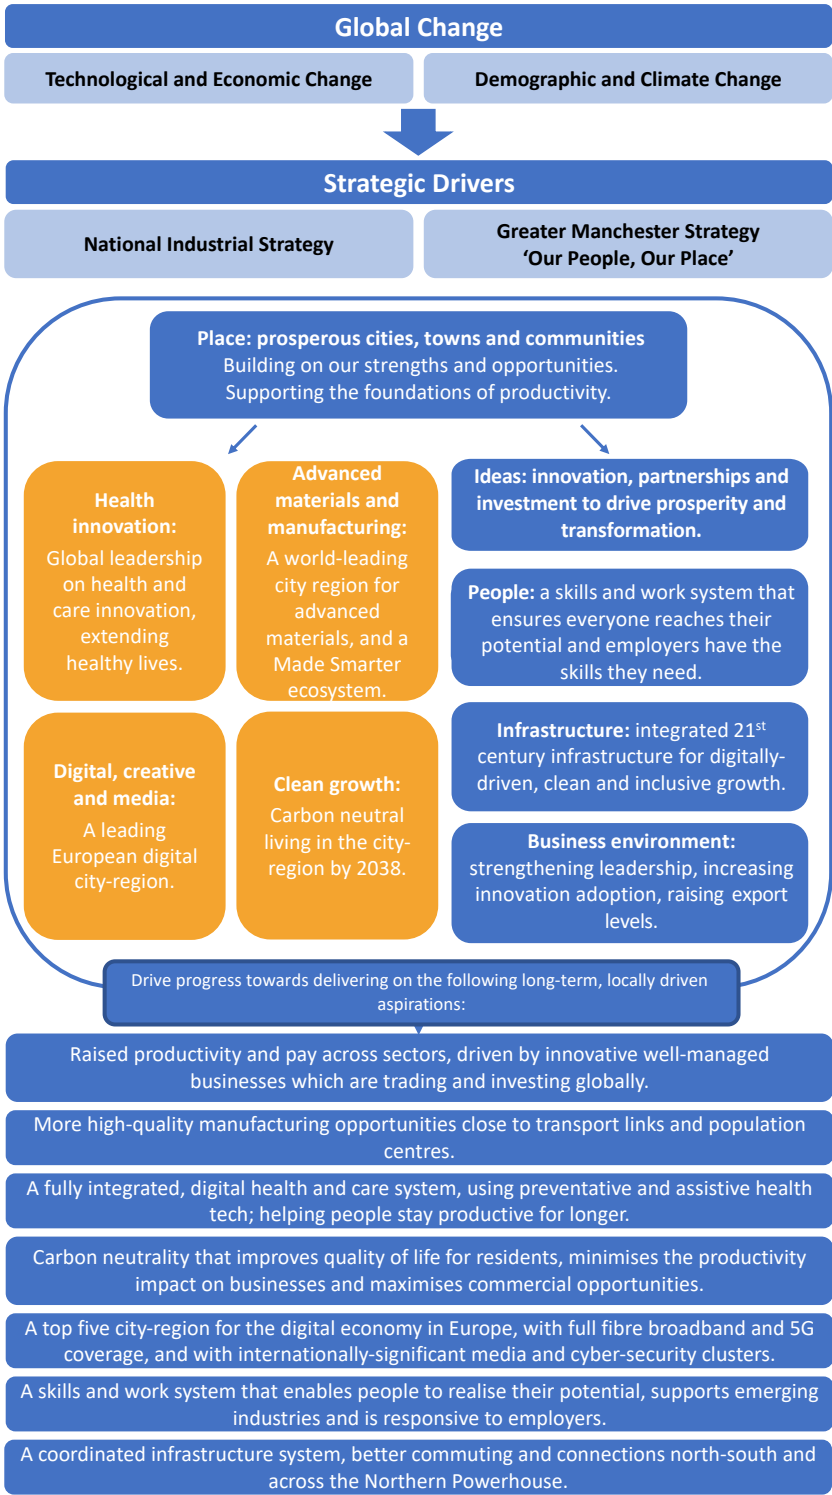 Global Change
Technological and Economic Change
Demographic and Climate Change
Strategic Drivers
National Industrial Strategy
Greater Manchester Strategy
‘Our People, Our Place’
Place: prosperous cities, towns and communities
Building on our strengths and opportunities.
Supporting the foundations of productivity.
Health
innovation:
Global leadership
on health and
care innovation,
extending
healthy lives.
Advanced
materials and
manufacturing:
A world-leading
city region for
advanced
materials, and a
Made Smarter
ecosystem.
Digital, creative
and media:
A leading
European digital
city-region.
Clean growth:
Carbon neutral
living in the city-
region by 2038.
Ideas: innovation, partnerships and
investment to drive prosperity and
transformation.
People: a skills and work system that
ensures everyone reaches their
potential and employers have the
skills they need.
Infrastructure: integrated 21st
century infrastructure for digitally-
driven, clean and inclusive growth.
Business environment:
strengthening leadership, increasing
innovation adoption, raising export
levels.
Drive progress towards delivering on the following long-term, locally driven
aspirations:
Raised productivity and pay across sectors, driven by innovative well-managed
businesses which are trading and investing globally.
More high-quality manufacturing opportunities close to transport links and population
centres.
A fully integrated, digital health and care system, using preventative and assistive health
tech; helping people stay productive for longer.
Carbon neutrality that improves quality of life for residents, minimises the productivity
impact on businesses and maximises commercial opportunities.
A top five city-region for the digital economy in Europe, with full fibre broadband and 5G
coverage, and with internationally-significant media and cyber-security clusters.
A skills and work system that enables people to realise their potential, supports emerging
industries and is responsive to employers.
A coordinated infrastructure system, better commuting and connections north-south and
across the Northern Powerhouse.